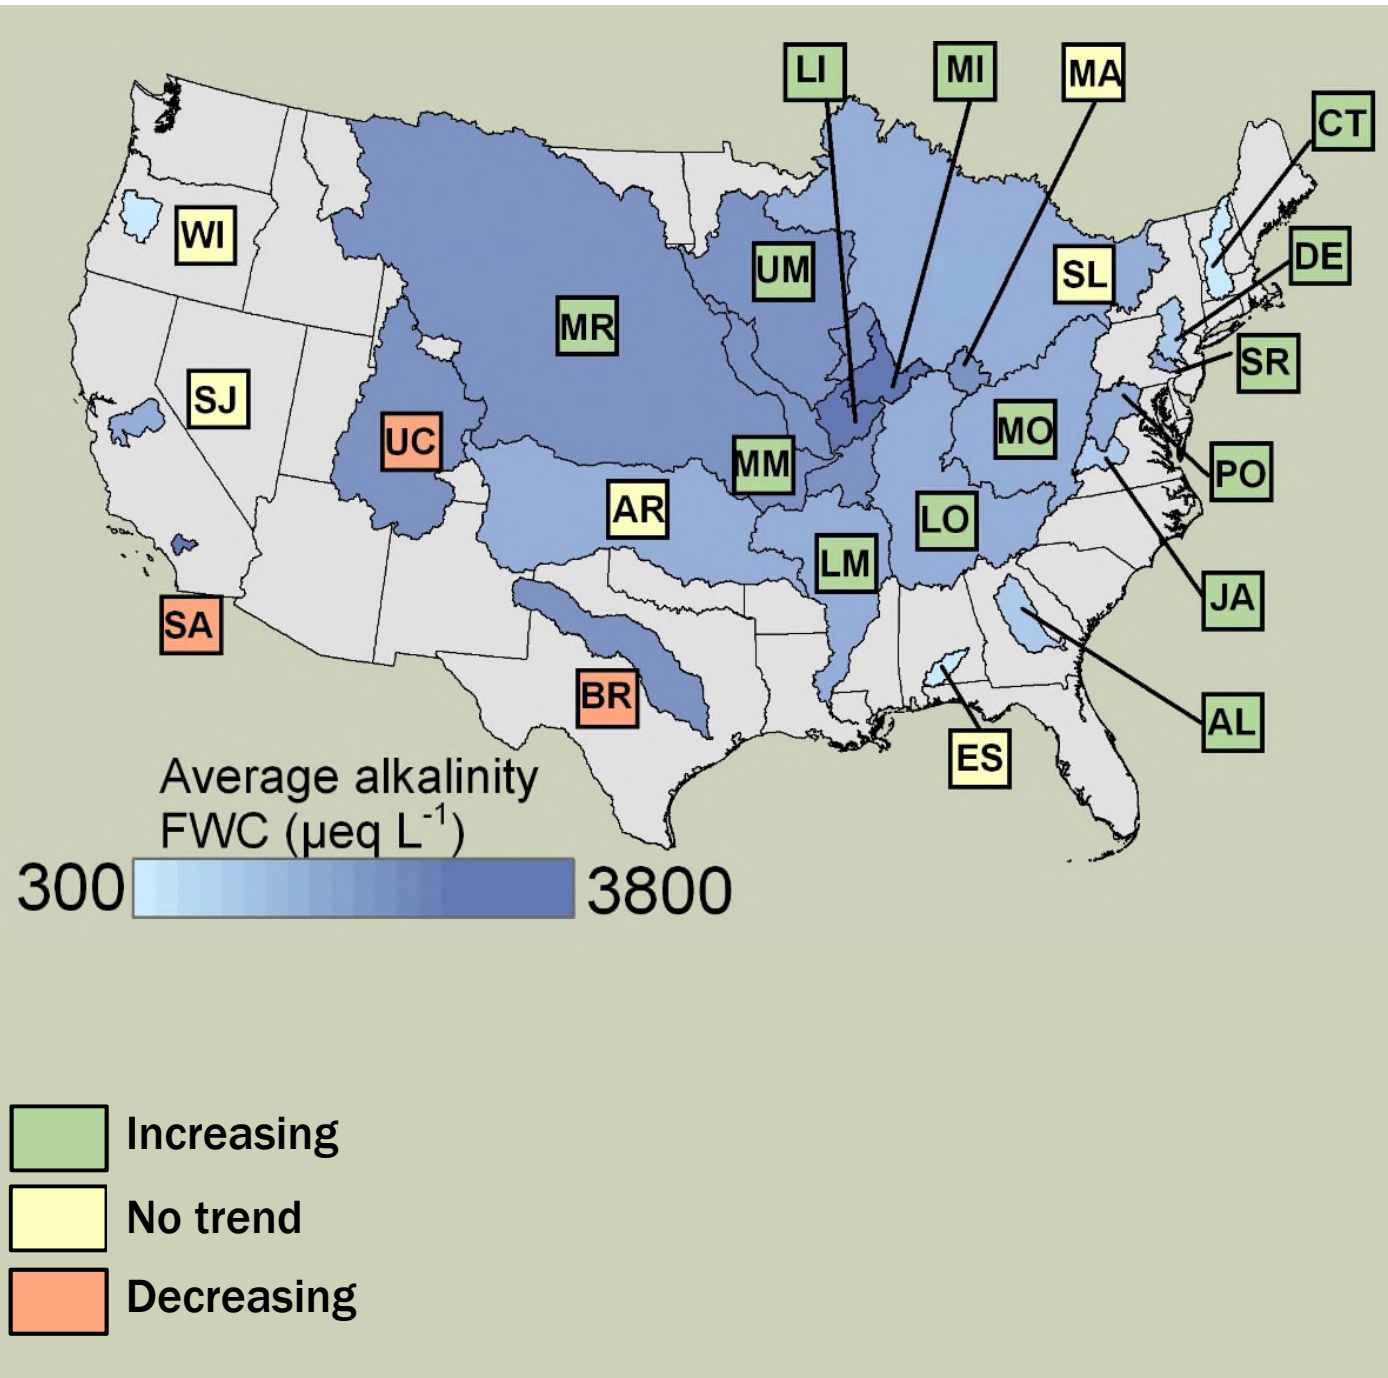 LI
MI
MA
CT
WI
DE
UM
SL
MR
SR
SJ
UC
MO
MM
PO
AR
LO
LM
JA
SA
BR
AL
ES
Average alkalinity
FWC (µeq L⁻¹)
300
3800
Increasing
No trend
Decreasing